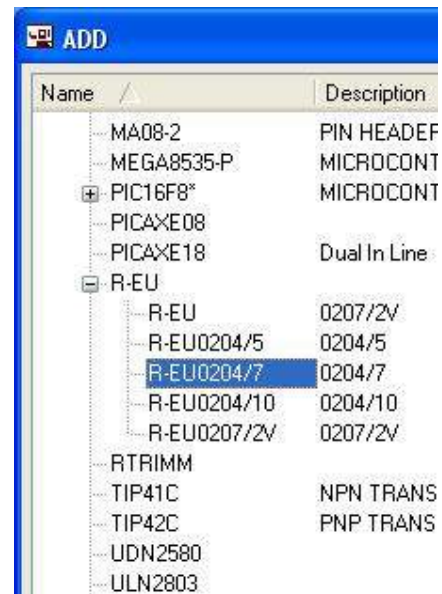 ADD
Name Description
MA08-2 PIN HEADER
MEGA8535-P MICROCONT
PIC16F8* MICROCONT
PICAXE08
PICAXE18 Dual In Line
R-EU
R-EU 0207/2V
R-EU0204/5 0204/5
R-EU0204/7 0204/7
R-EU0204/10 0204/10
R-EU0207/2V 0207/2V
RTRIMM
TIP41C NPN TRANS
TIP42C PNP TRANS
UDN2580
ULN2803